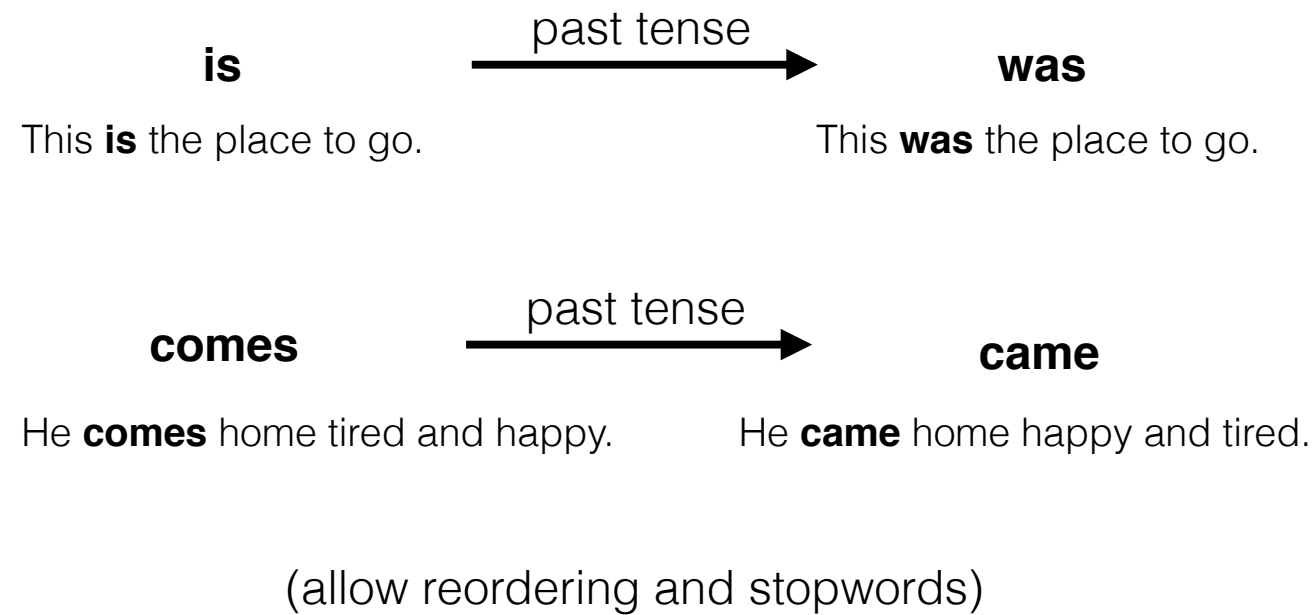 past tense
is was
This is the place to go. This was the place to go.
past tense
comes came
He comes home tired and happy. He came home happy and tired.
(allow reordering and stopwords)